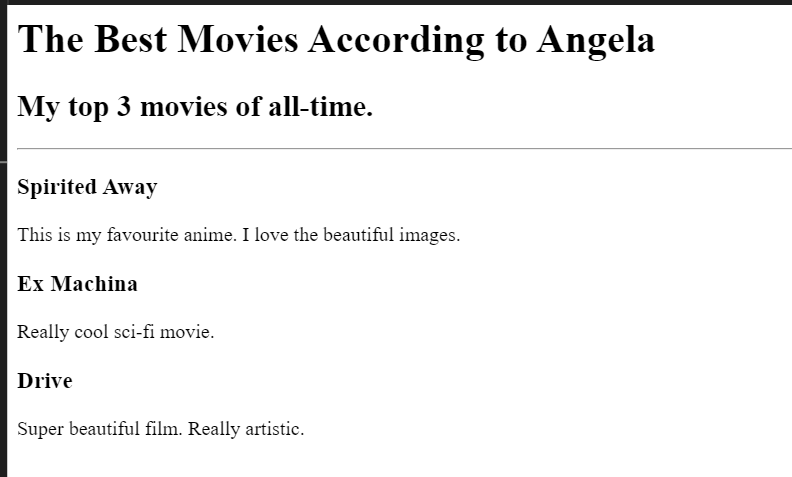 The Best Movies According to Angela
My top 3 movies of all-time.
Spirited Away
This is my favourite anime. I love the beautiful images.
Ex Machina
Really cool sci-fi movie.
Drive
Super beautiful film. Really artistic.